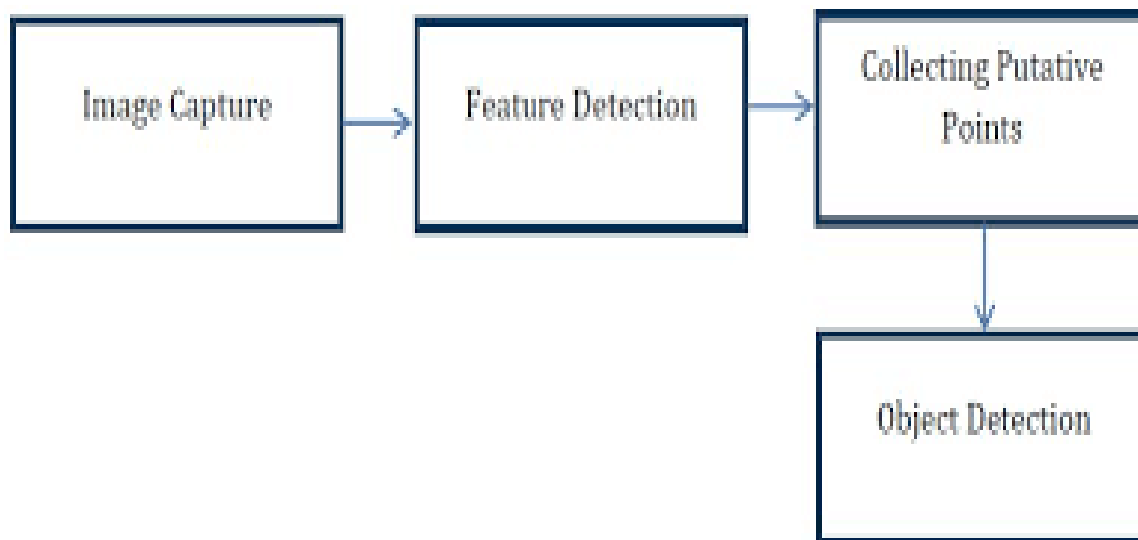 Image Capture
Feature Detection
Collecting Putative
Points
Object Detection